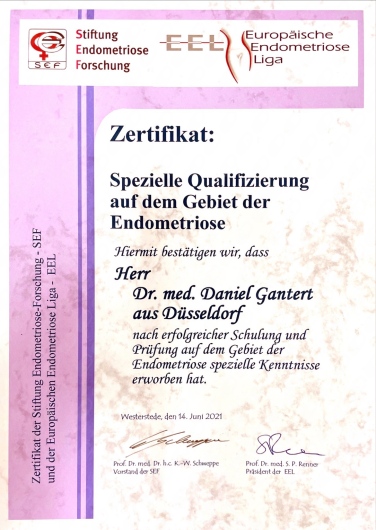 Stiftung
Endometriose
Forschung
SEF
EEL
Europäische
Endometriose
Liga
Zertifikat:
Spezielle Qualifizierung
auf dem Gebiet der
Endometriose
Hiermit bestätigen wir, dass
Herr
Dr. med. Daniel Gantert
aus Düsseldorf
nach erfolgreicher Schulung und
Prüfung auf dem Gebiet der
Endometriose spezielle Kenntnisse
erworben hat.
Westerstede, den 14. Juni 2021
Prof. Dr. med. Dr. h.c. K.-W. Schweppe
Vorstand der SEF
Prof. Dr. med. S. P. Renner
Präsident der EEL
Zertifikat der Stiftung Endometriose-Forschung - SEF
und der Europäischen Endometriose Liga - EEL